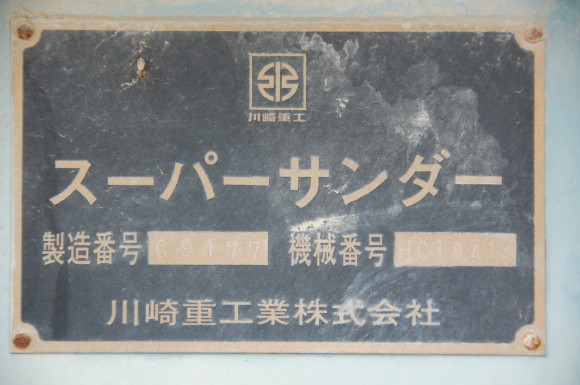 川崎重工
スーパーサンダー
製造番号 C9177 機械番号
川崎重工業株式会社